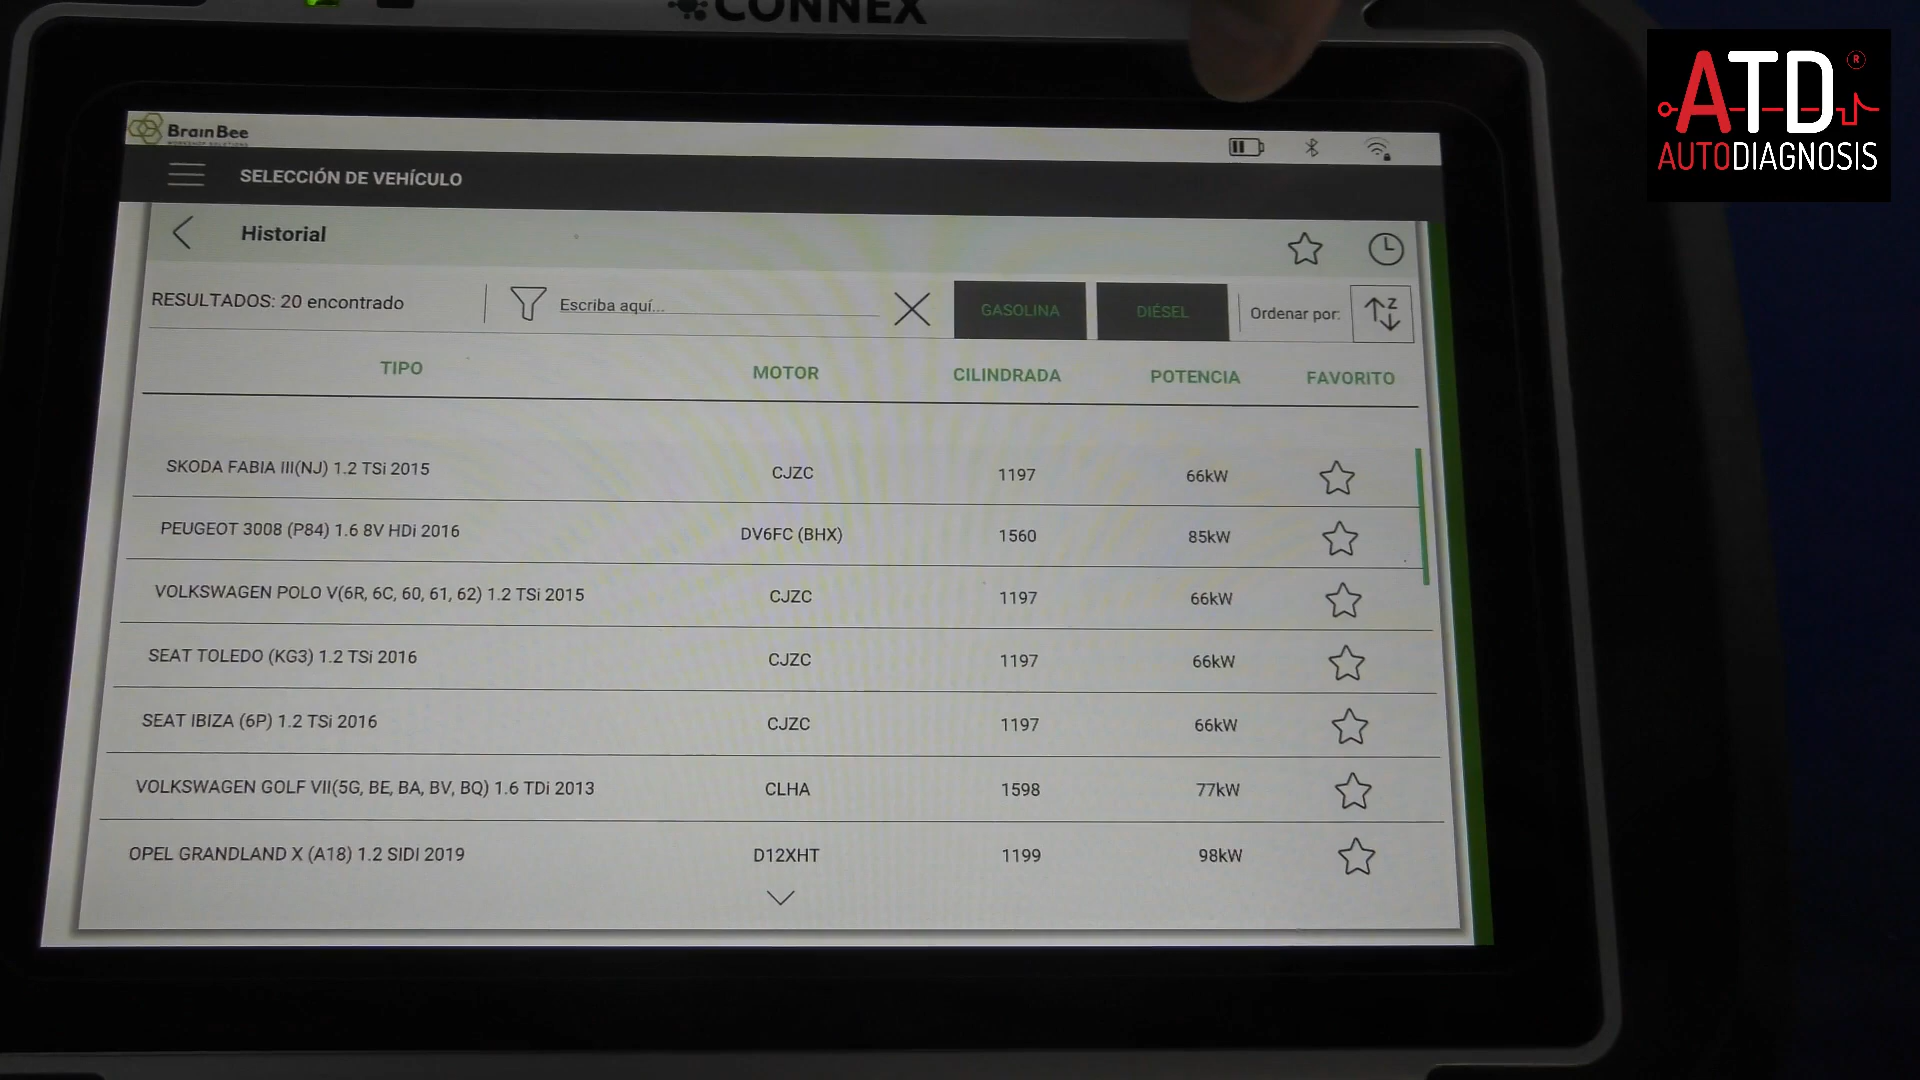 CONNEX
ATD
®
AUTODIAGNOSIS
BrainBee
SELECCIÓN DE VEHÍCULO
Historial
RESULTADOS: 20 encontrado
Escriba aquí...
GASOLINA
DIÉSEL
Ordenar por:
Z
TIPO MOTOR CILINDRADA POTENCIA FAVORITO
SKODA FABIA III(NJ) 1.2 TSi 2015 CJZC 1197 66kW
PEUGEOT 3008 (P84) 1.6 8V HDi 2016 DV6FC (BHX) 1560 85kW
VOLKSWAGEN POLO V(6R, 6C, 60, 61, 62) 1.2 TSi 2015 CJZC 1197 66kW
SEAT TOLEDO (KG3) 1.2 TSi 2016 CJZC 1197 66kW
SEAT IBIZA (6P) 1.2 TSi 2016 CJZC 1197 66kW
VOLKSWAGEN GOLF VII(5G, BE, BA, BV, BQ) 1.6 TDi 2013 CLHA 1598 77kW
OPEL GRANDLAND X (A18) 1.2 SIDI 2019 D12XHT 1199 98kW